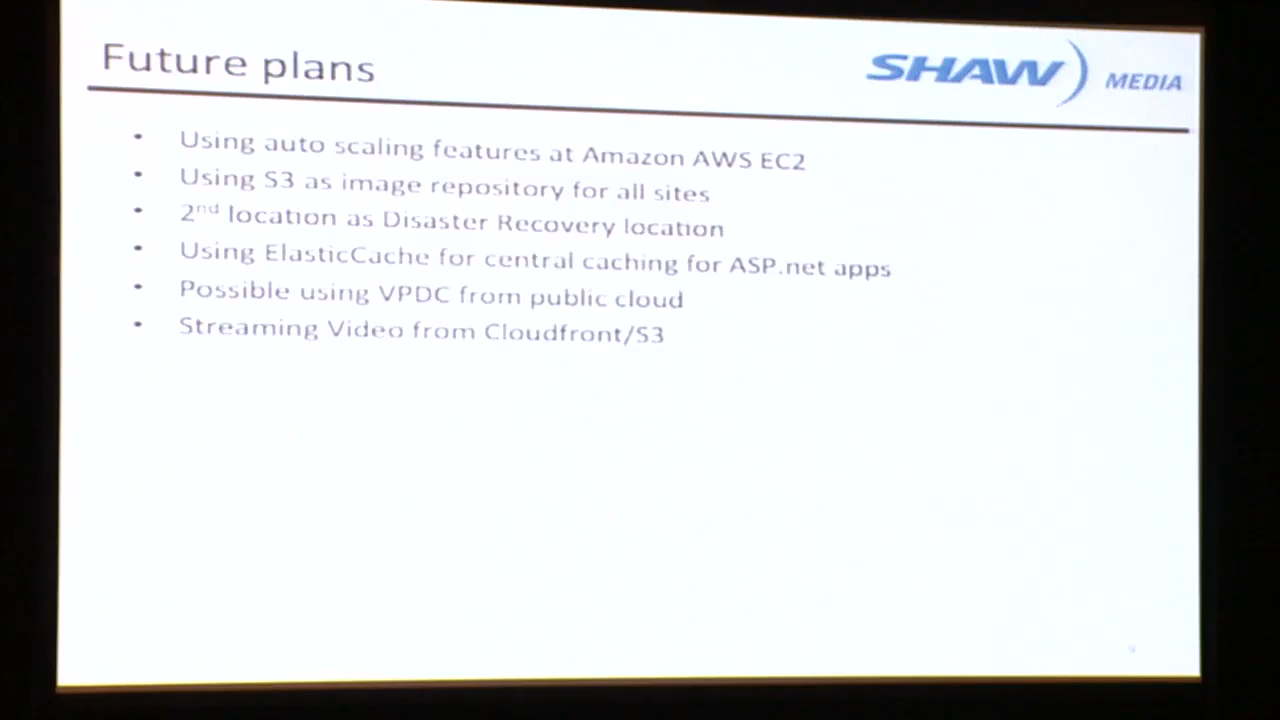 Future plans
SHAW) MEDIA
• Using auto scaling features at Amazon AWS EC2
• Using S3 as image repository for all sites
• 2nd location as Disaster Recovery location
• Using ElasticCache for central caching for ASP.net apps
• Possible using VPDC from public cloud
• Streaming Video from Cloudfront/S3